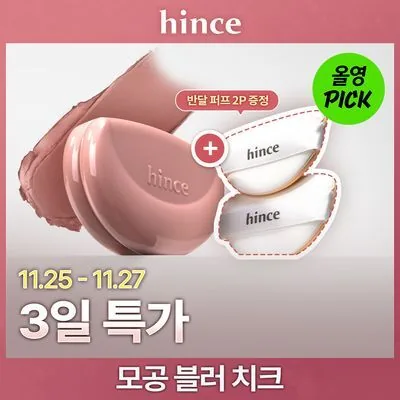 hince
올영
PICK
반달 퍼프 2P 증정
+
hince
hince
hince
11.25 - 11.27
3일 특가
모공 블러 치크